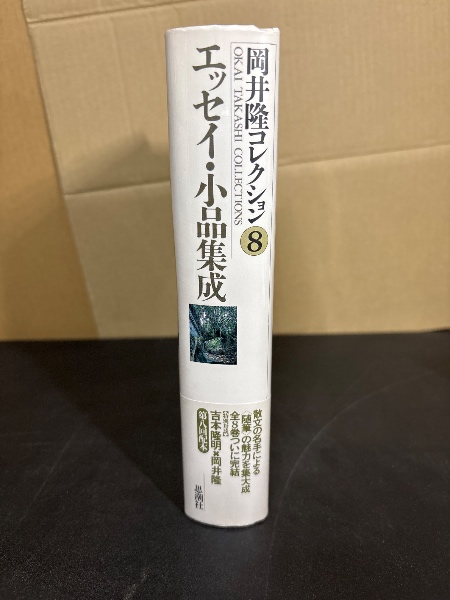 岡井隆コレクション
8
OKAI TAKASHI COLLECTIONS
エッセイ・小品集成
散文の名手による
〈随筆〉の魅力を集大成
全8巻ついに完結
吉本隆明×岡井隆
第八回配本
思潮社